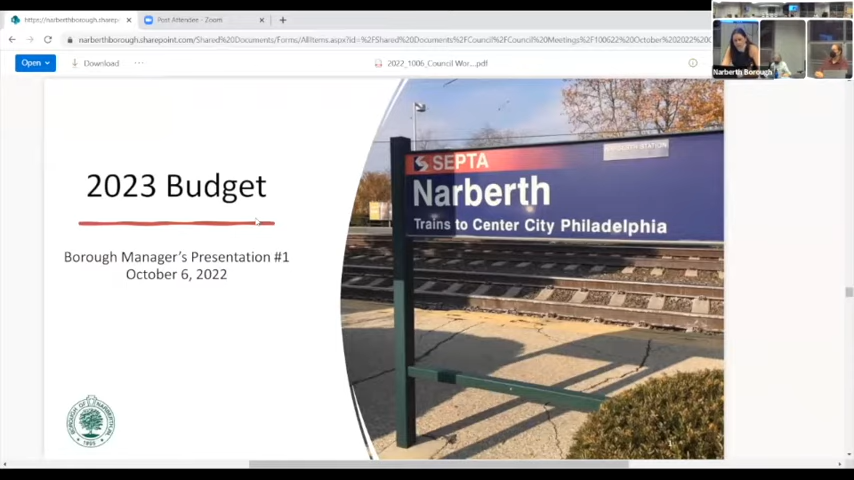 https://narberthborough.sharep
Post Attendee - Zoom
narberthborough.sharepoint.com/Shared%20Documents/Forms/AllItems.aspx?id=%2FShared%20Documents%2FCouncil%2FCouncil%20Meetings%2F100622%20October%202022%20C
Open
Download
2022_1006_Council Wor...pdf
Narberth Borough
2023 Budget
Borough Manager's Presentation #1
October 6, 2022
SEPTA
Narberth
Trains to Center City Philadelphia